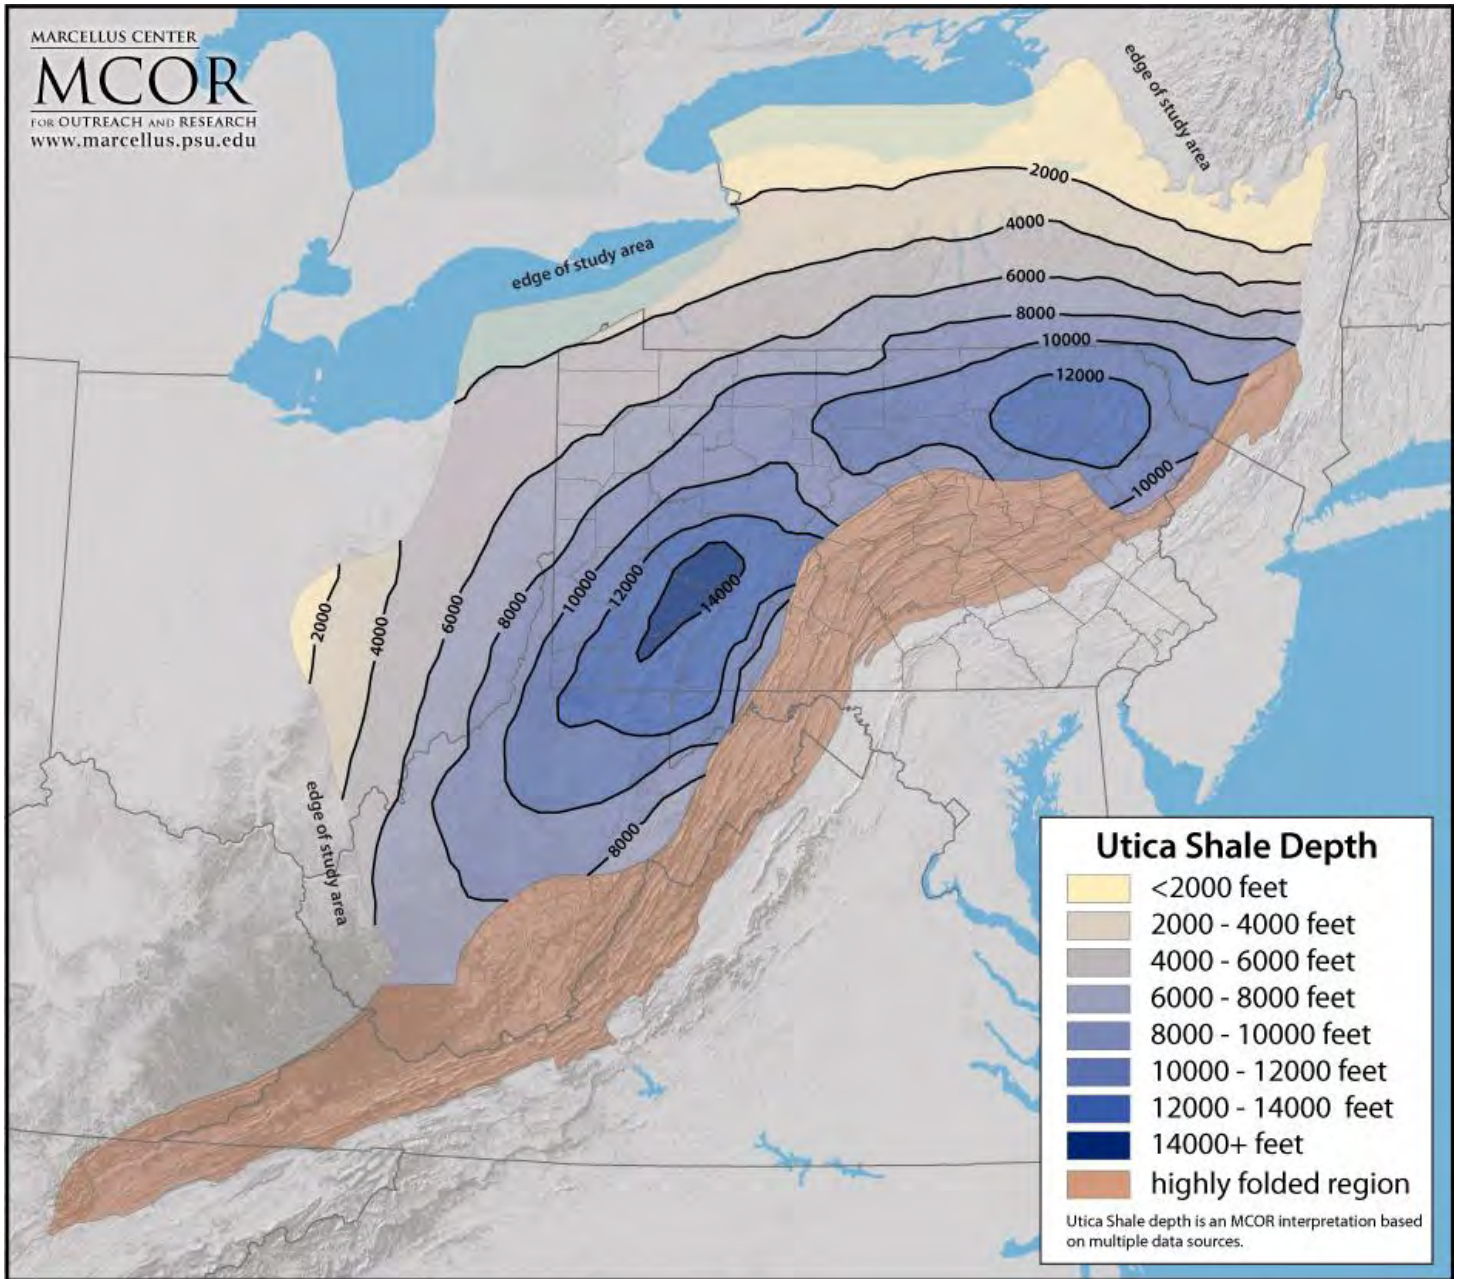 MARCELLUS CENTER
MCOR
FOR OUTREACH AND RESEARCH
www.marcellus.psu.edu
edge of study area
2000
4000
edge of study area
6000
8000
10000
12000
10000
2000
4000
6000
8000
10000
12000
14000
8000
edge of study area
Utica Shale Depth
<2000 feet
2000 - 4000 feet
4000 - 6000 feet
6000 - 8000 feet
8000 - 10000 feet
10000 - 12000 feet
12000 - 14000 feet
14000+ feet
highly folded region
Utica Shale depth is an MCOR interpretation based
on multiple data sources.